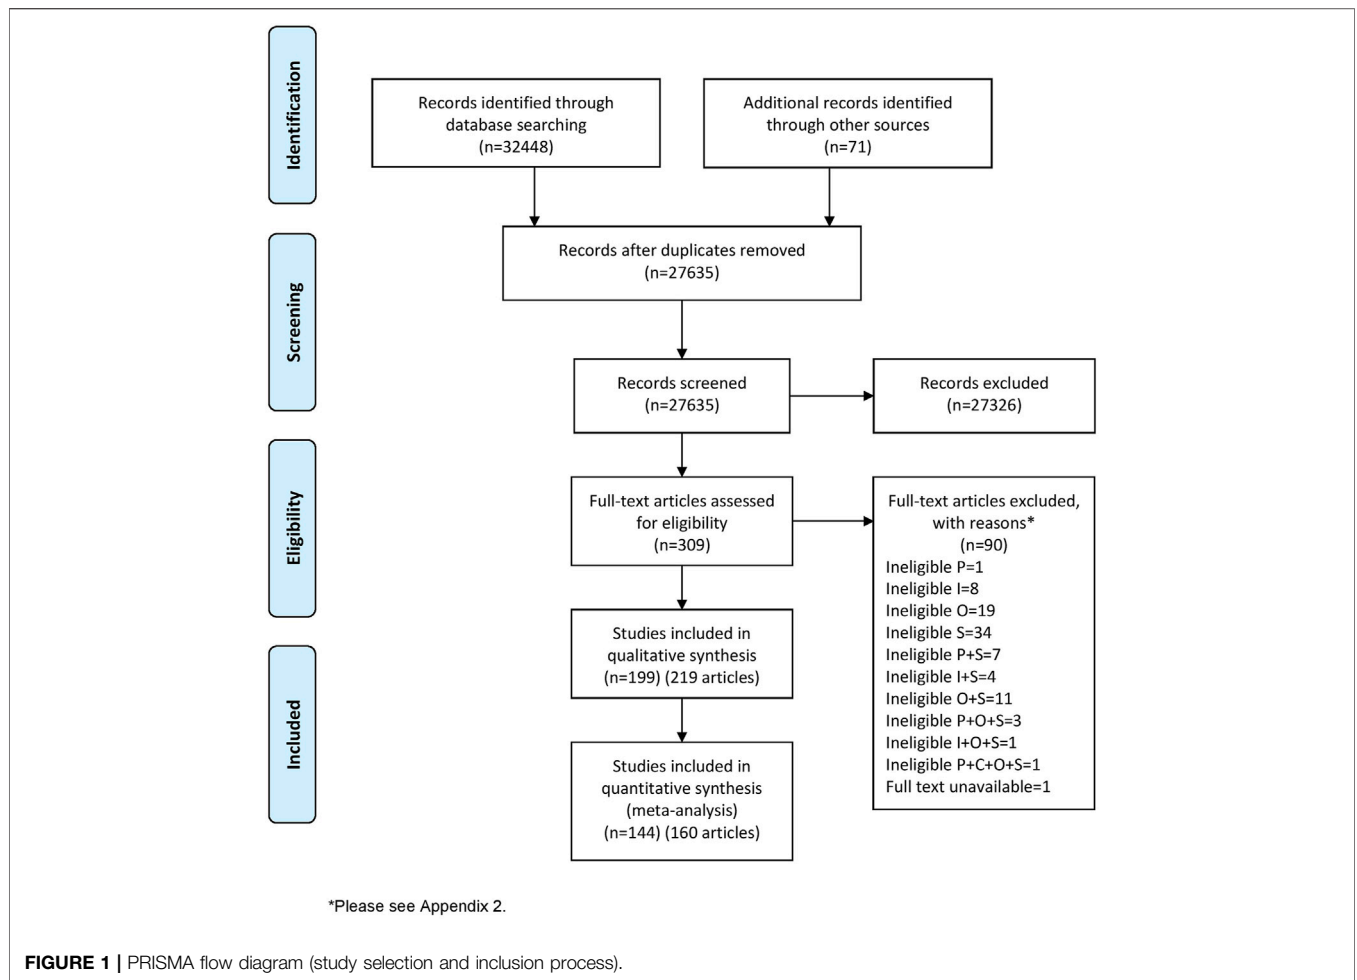 Identification
Records identified through
database searching
(n=32448)
Additional records identified
through other sources
(n=71)
Screening
Records after duplicates removed
(n=27635)
Records screened
(n=27635)
Records excluded
(n=27326)
Eligibility
Full-text articles assessed
for eligibility
(n=309)
Full-text articles excluded,
with reasons*
(n=90)
Ineligible P=1
Ineligible I=8
Ineligible O=19
Ineligible S=34
Ineligible P+S=7
Ineligible I+S=4
Ineligible O+S=11
Ineligible P+O+S=3
Ineligible I+O+S=1
Ineligible P+C+O+S=1
Full text unavailable=1
Included
Studies included in
qualitative synthesis
(n=199) (219 articles)
Studies included in
quantitative synthesis
(meta-analysis)
(n=144) (160 articles)
*Please see Appendix 2.
FIGURE 1 | PRISMA flow diagram (study selection and inclusion process).